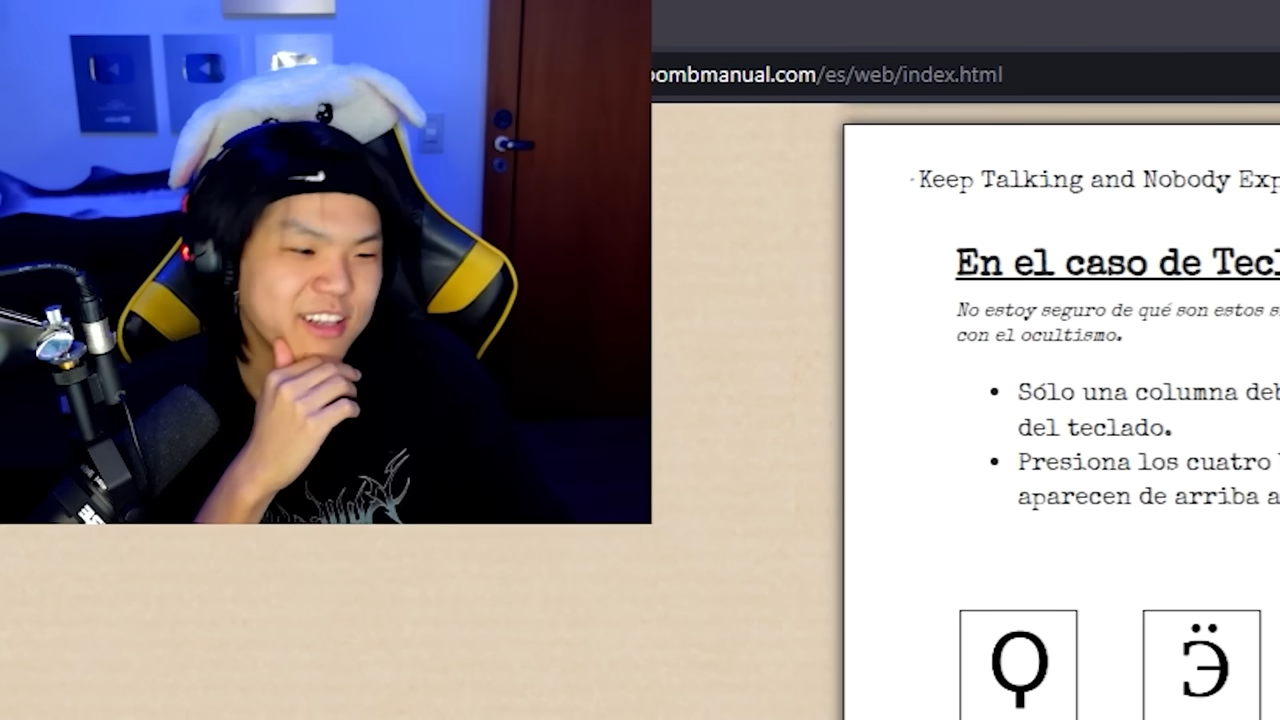 ombmanual.com/es/web/index.html
Keep Talking and Nobody Exp
En el caso de Tecl
No estoy seguro de qué son estos s
con el ocultismo.
• Sólo una columna deb
del teclado.
• Presiona los cuatro
aparecen de arriba a
Ϙ Ӭ